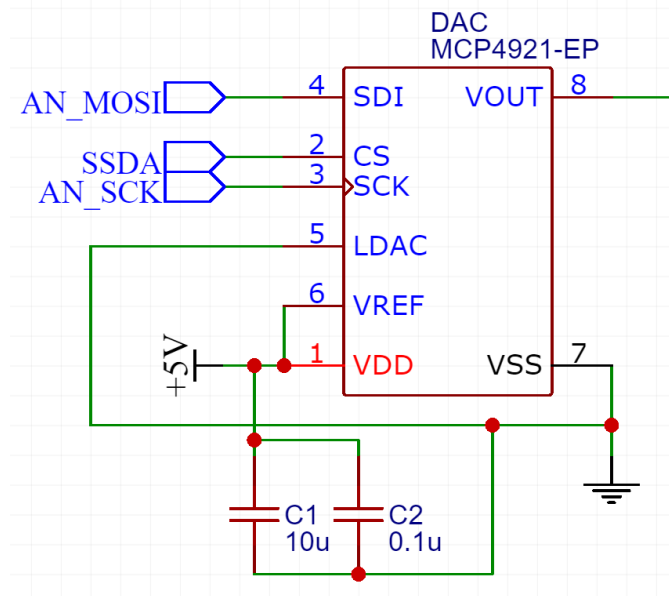 DAC
MCP4921-EP
AN_MOSI
4
SDI
VOUT
8
SSDA
2
CS
AN_SCK
3
SCK
5
LDAC
6
VREF
+5V
1
VDD
VSS
7
C1
10u
C2
0.1u